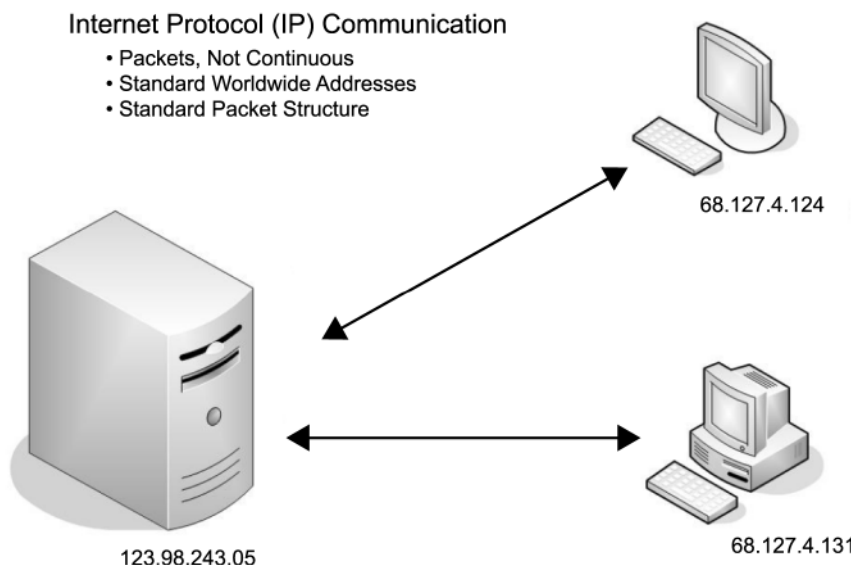 Internet Protocol (IP) Communication
• Packets, Not Continuous
• Standard Worldwide Addresses
• Standard Packet Structure
68.127.4.124
123.98.243.05
68.127.4.131